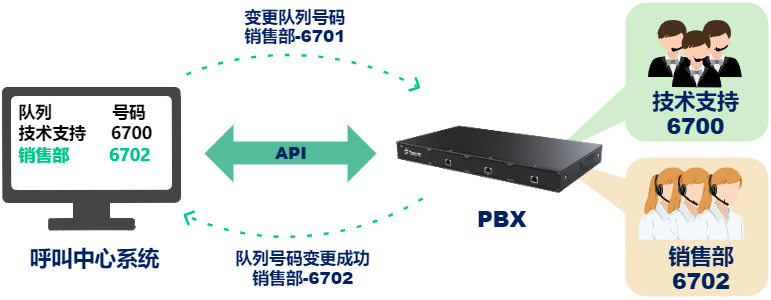 变更队列号码
销售部-6701
队列 号码
技术支持 6700
销售部 6702
呼叫中心系统
API
队列号码变更成功
销售部-6702
PBX
技术支持
6700
销售部
6702